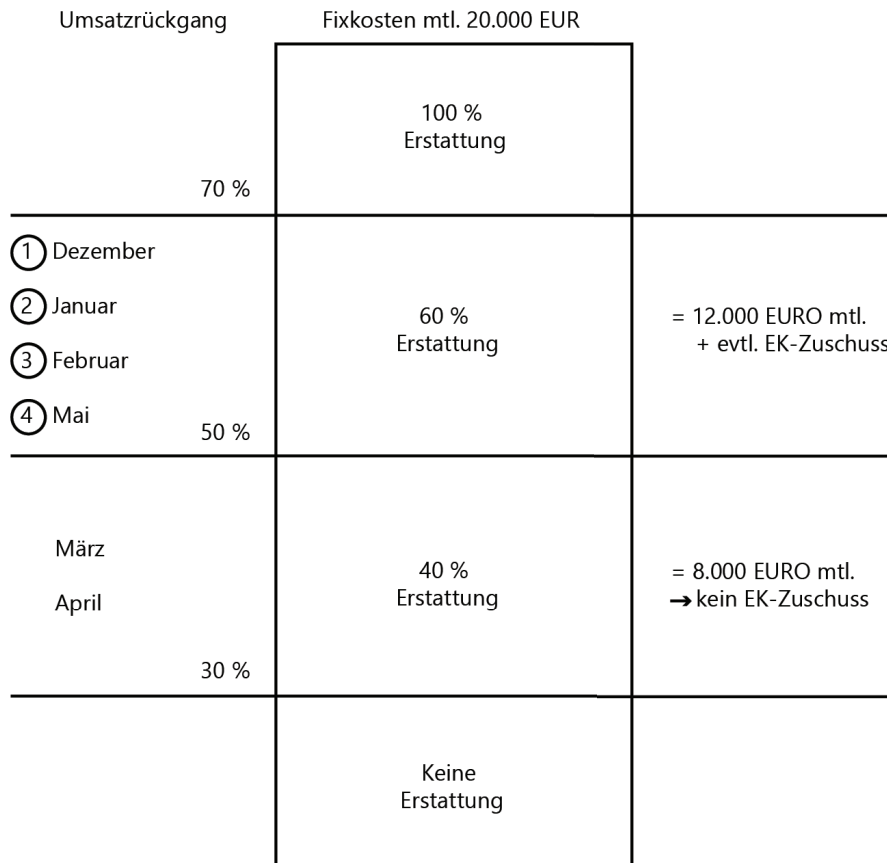 Umsatzrückgang
Fixkosten mtl. 20.000 EUR
100 %
Erstattung
70 %
1 Dezember
2 Januar
3 Februar
4 Mai
60 %
Erstattung
= 12.000 EURO mtl.
+ evtl. EK-Zuschuss
50 %
März
April
40 %
Erstattung
= 8.000 EURO mtl.
→ kein EK-Zuschuss
30 %
Keine
Erstattung